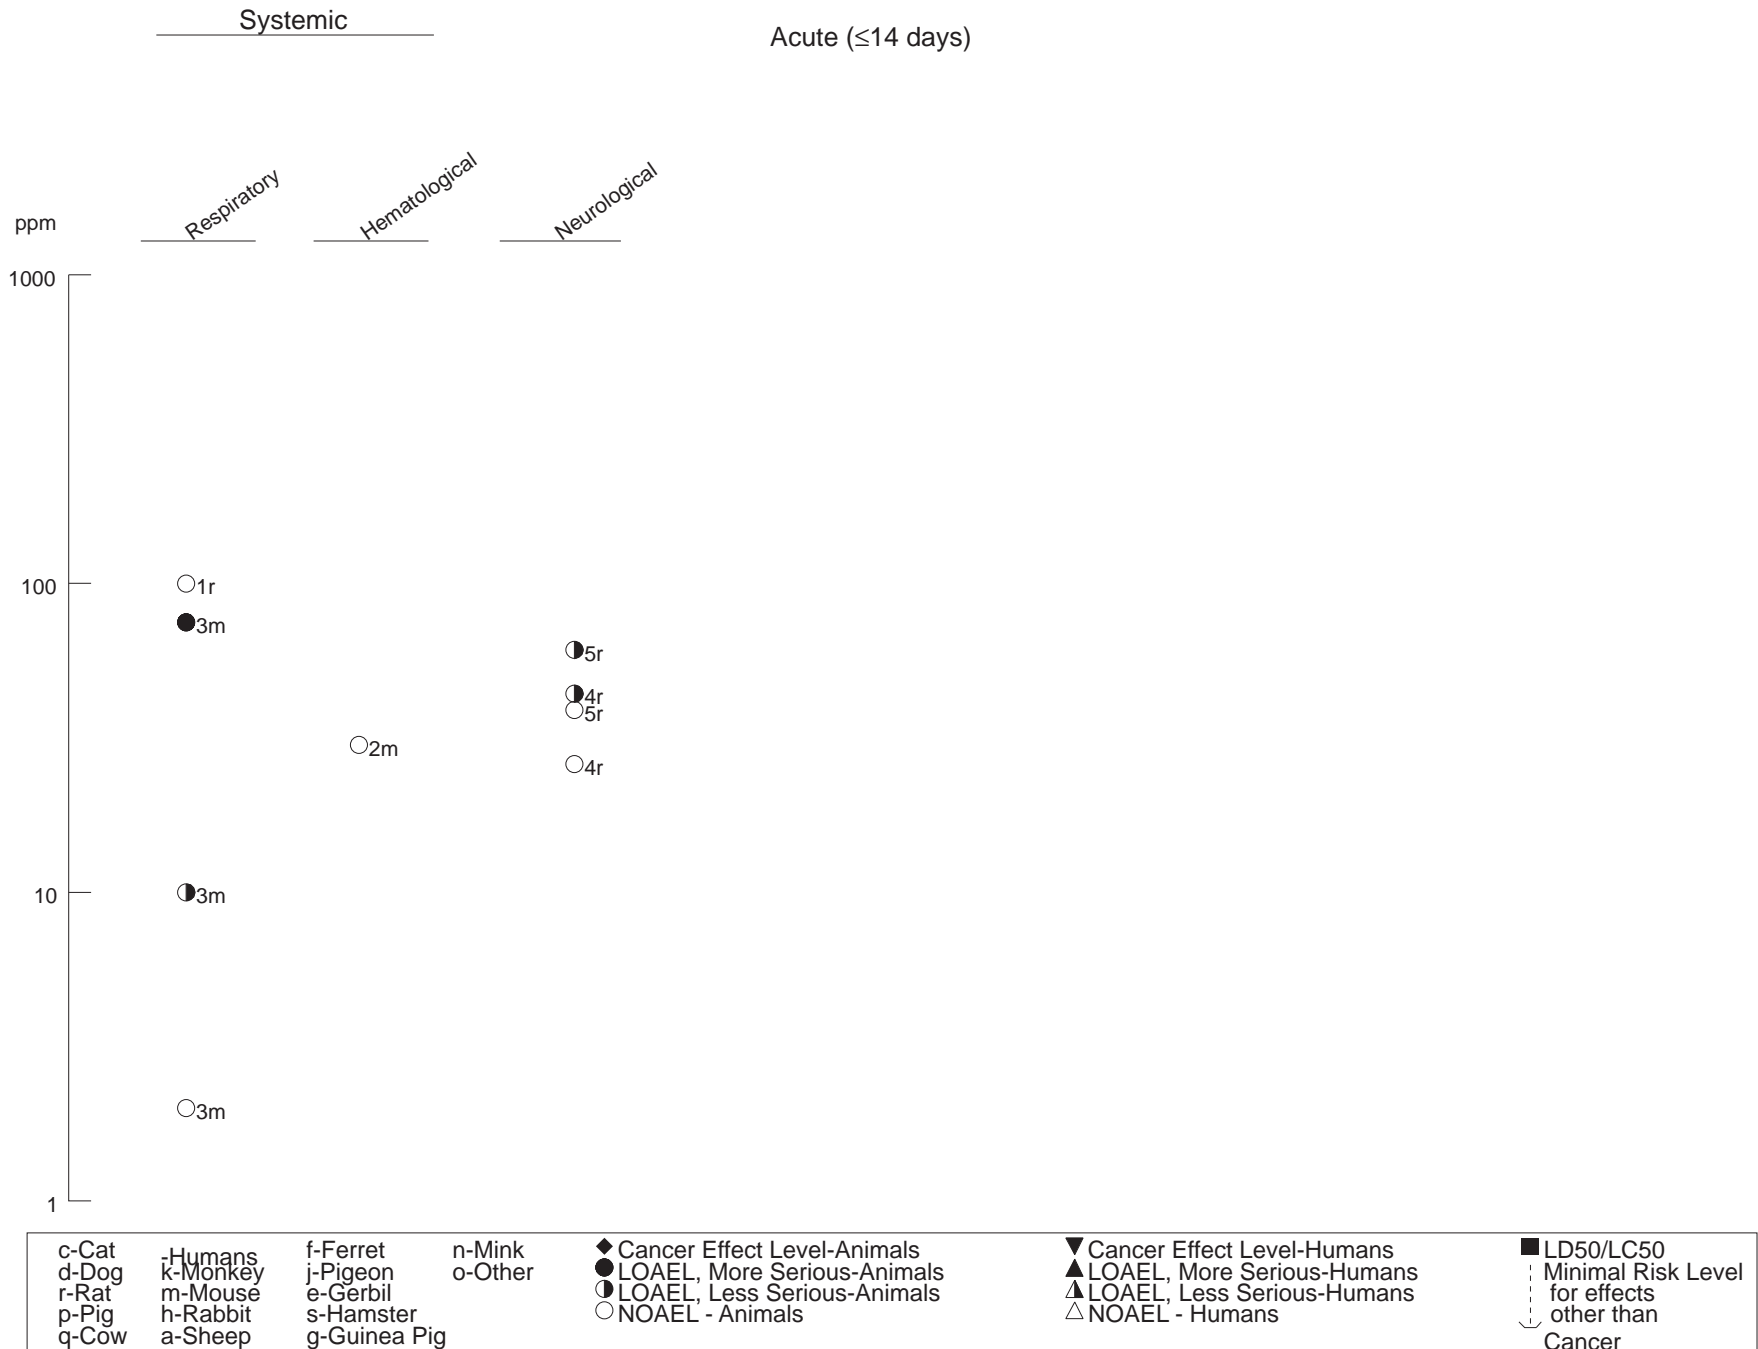 Systemic
Acute (≤14 days)
Respiratory
Hematological
Neurological
ppm
1000
100
10
1
1r
3m
3m
3m
2m
5r
4r
5r
4r
c-Cat
d-Dog
r-Rat
p-Pig
q-Cow
-Humans
k-Monkey
m-Mouse
h-Rabbit
a-Sheep
f-Ferret
j-Pigeon
e-Gerbil
s-Hamster
g-Guinea Pig
n-Mink
o-Other
Cancer Effect Level-Animals
LOAEL, More Serious-Animals
LOAEL, Less Serious-Animals
NOAEL - Animals
Cancer Effect Level-Humans
LOAEL, More Serious-Humans
LOAEL, Less Serious-Humans
NOAEL - Humans
LD50/LC50
Minimal Risk Level
for effects
other than
Cancer